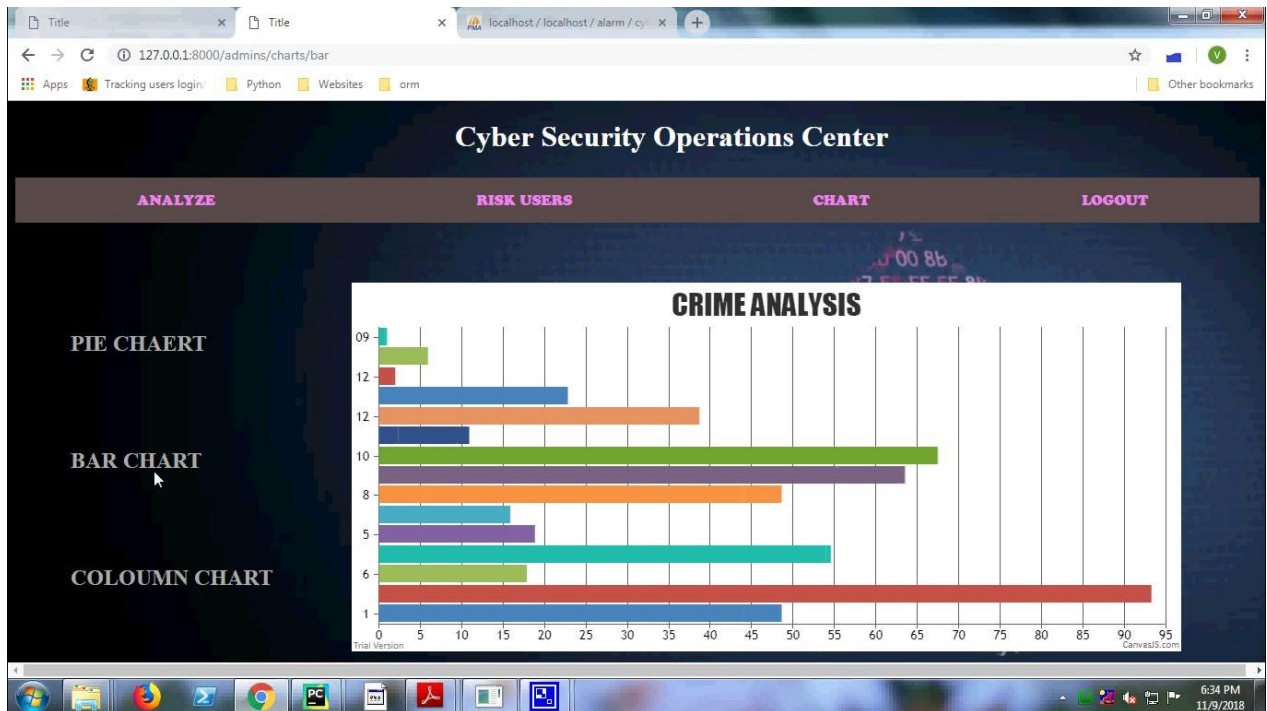 Title
Title
localhost / localhost / alarm / cy
127.0.0.1:8000/admins/charts/bar
V
Apps
Tracking users login/
Python
Websites
orm
Other bookmarks
Cyber Security Operations Center
ANALYZE
RISK USERS
CHART
LOGOUT
00 8b
PIE CHAERT
BAR CHART
COLOUMN CHART
CRIME ANALYSIS
09
12
12
10
8
5
6
1
0 5 10 15 20 25 30 35 40 45 50 55 60 65 70 75 80 85 90 95
Trial Version
CanvasJS.com
PC
6:34 PM
11/9/2018